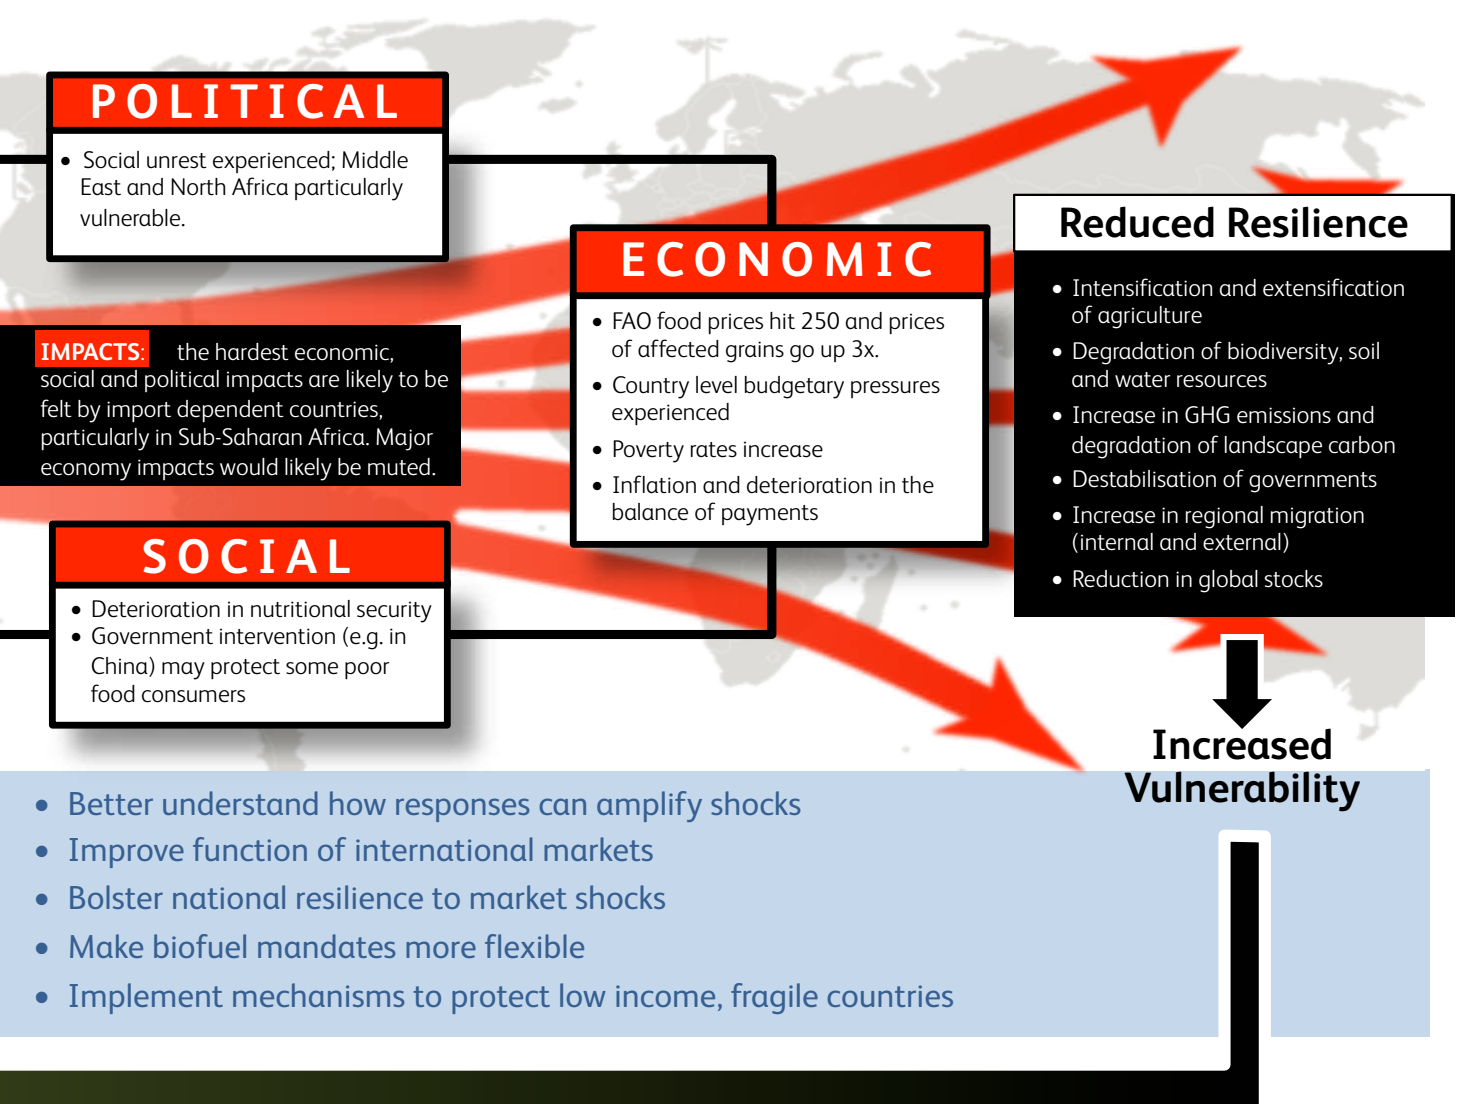 POLITICAL
• Social unrest experienced; Middle
East and North Africa particularly
vulnerable.
IMPACTS: the hardest economic,
social and political impacts are likely to be
felt by import dependent countries,
particularly in Sub-Saharan Africa. Major
economy impacts would likely be muted.
SOCIAL
• Deterioration in nutritional security
• Government intervention (e.g. in
China) may protect some poor
food consumers
ECONOMIC
• FAO food prices hit 250 and prices
of affected grains go up 3x.
• Country level budgetary pressures
experienced
• Poverty rates increase
• Inflation and deterioration in the
balance of payments
Reduced Resilience
• Intensification and extensification
of agriculture
• Degradation of biodiversity, soil
and water resources
• Increase in GHG emissions and
degradation of landscape carbon
• Destabilisation of governments
• Increase in regional migration
(internal and external)
• Reduction in global stocks
Increased
Vulnerability
• Better understand how responses can amplify shocks
• Improve function of international markets
• Bolster national resilience to market shocks
• Make biofuel mandates more flexible
• Implement mechanisms to protect low income, fragile countries